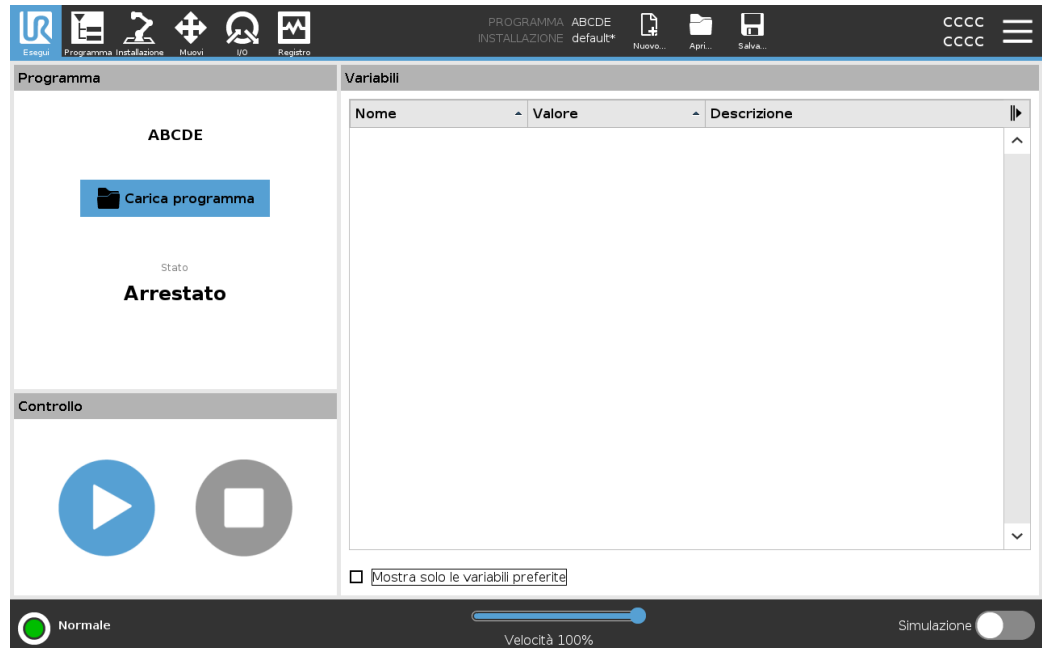 UR
Esegui
Programma
Installazione
Muovi
I/O
Registro
PROGRAMMA ABCDE
INSTALLAZIONE default*
Nuovo...
Apri...
Salva...
CCCC
CCCC
Programma
ABCDE
Carica programma
Stato
Arrestato
Controllo
Variabili
Nome Valore Descrizione
Mostra solo le variabili preferite
Normale
Velocità 100%
Simulazione